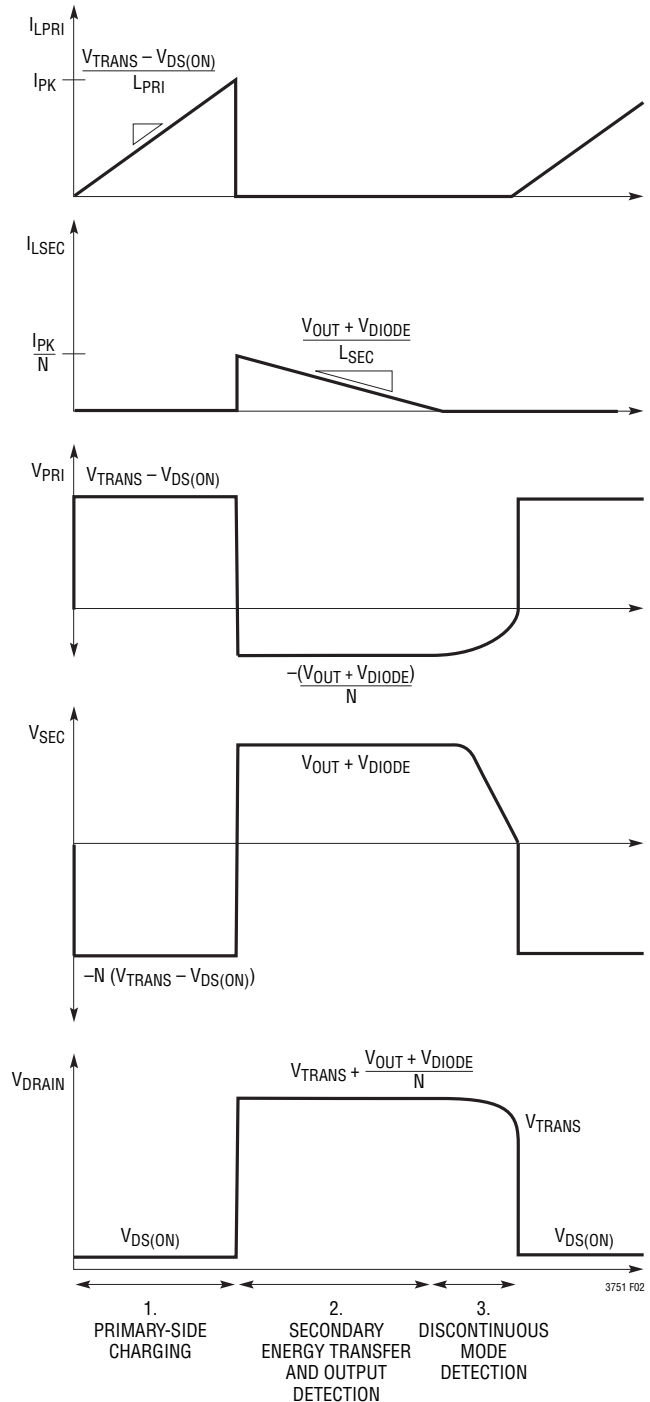 ILPRI
VTRANS – VDS(ON)
LPRI
IPK
ILSEC
IPK
N
VOUT + VDIODE
LSEC
VPRI
VTRANS – VDS(ON)
–(VOUT + VDIODE)
N
VSEC
VOUT + VDIODE
–N (VTRANS – VDS(ON))
VDRAIN
VTRANS + VOUT + VDIODE
N
VTRANS
VDS(ON)
VDS(ON)
3751 F02
1.
PRIMARY-SIDE
CHARGING
2.
SECONDARY
ENERGY TRANSFER
AND OUTPUT
DETECTION
3.
DISCONTINUOUS
MODE
DETECTION